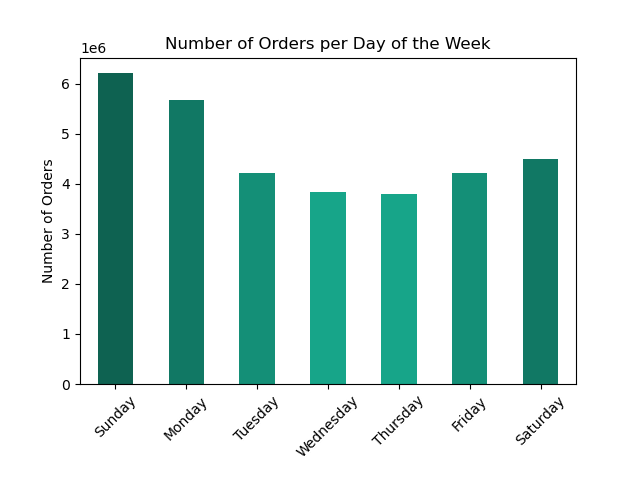 Number of Orders per Day of the Week
1e6
Number of Orders
6
5
4
3
2
1
0
Sunday
Monday
Tuesday
Wednesday
Thursday
Friday
Saturday